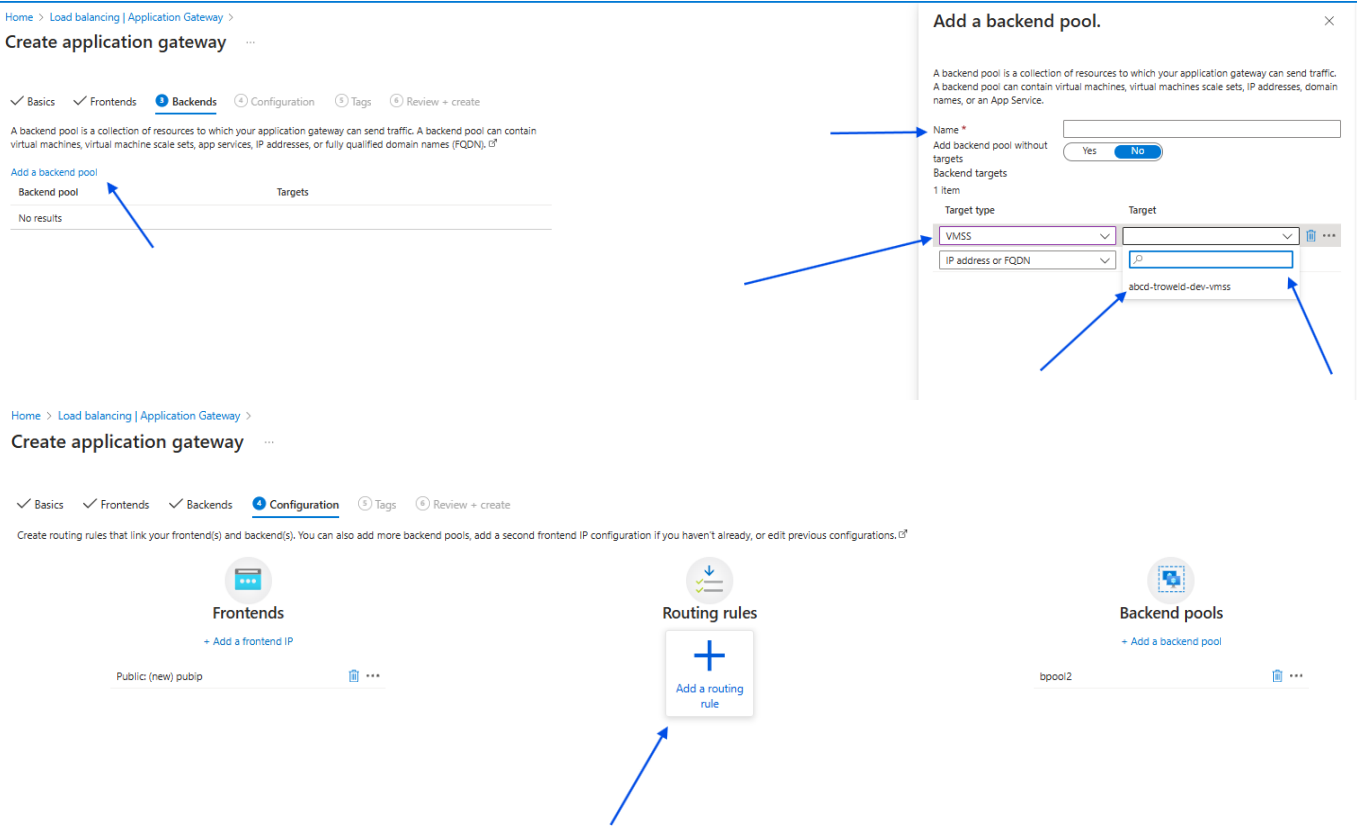 Home > Load balancing | Application Gateway >
Create application gateway ...
Basics Frontends 3 Backends 4 Configuration 5 Tags 6 Review + create
A backend pool is a collection of resources to which your application gateway can send traffic. A backend pool can contain
virtual machines, virtual machine scale sets, app services, IP addresses, or fully qualified domain names (FQDN).
Add a backend pool
Backend pool Targets
No results
Add a backend pool.
A backend pool is a collection of resources to which your application gateway can send traffic.
A backend pool can contain virtual machines, virtual machines scale sets, IP addresses, domain
names, or an App Service.
Name *
Add backend pool without
targets
Yes No
Backend targets
1 item
Target type Target
VMSS
IP address or FQDN
abcd-troweld-dev-vmss
Home > Load balancing | Application Gateway >
Create application gateway ...
Basics Frontends Backends 4 Configuration 5 Tags 6 Review + create
Create routing rules that link your frontend(s) and backend(s). You can also add more backend pools, add a second frontend IP configuration if you haven't already, or edit previous configurations.
Frontends
+ Add a frontend IP
Public: (new) pubip
Routing rules
Add a routing
rule
Backend pools
+ Add a backend pool
bpool2